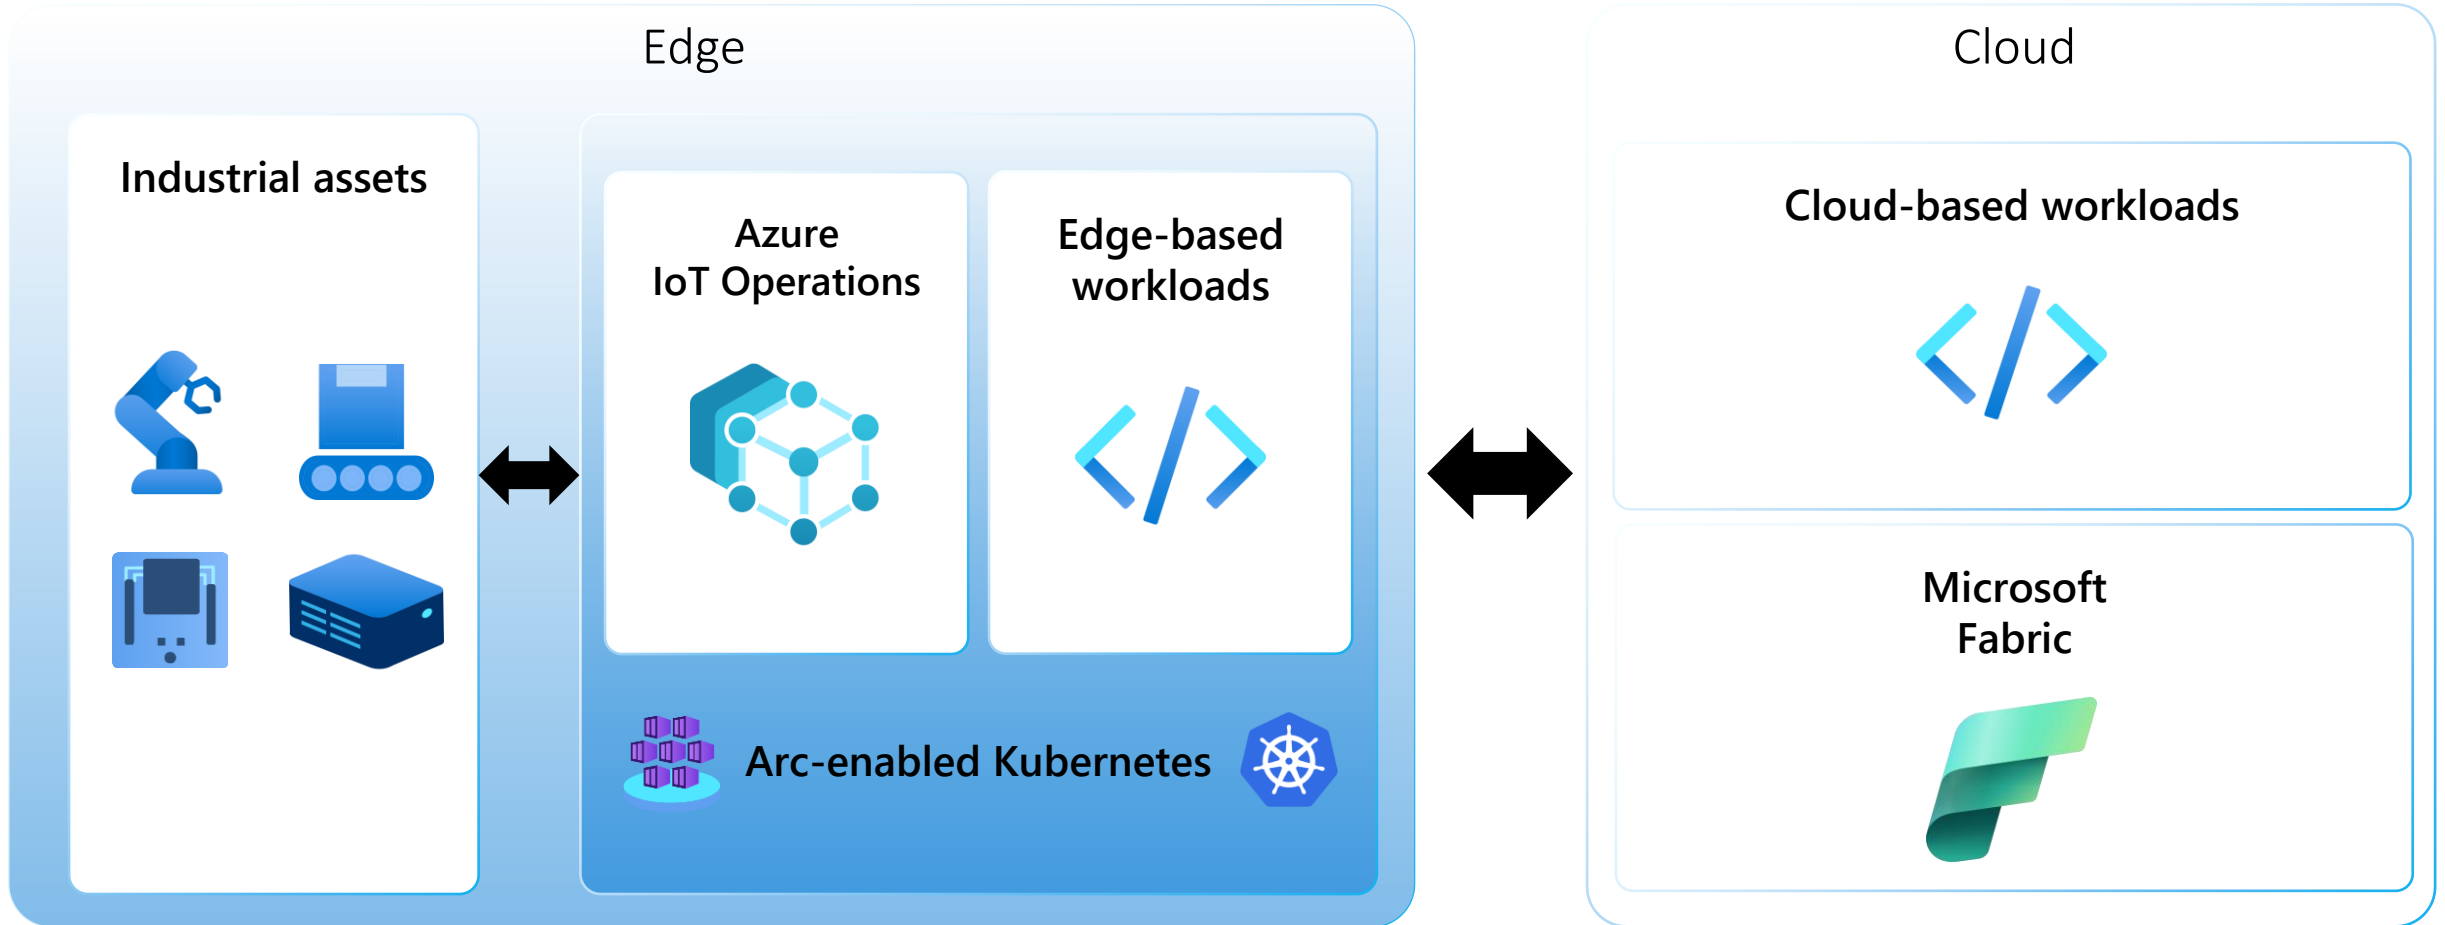 Edge
Industrial assets
Azure
IoT Operations
Edge-based
workloads
Arc-enabled Kubernetes
Cloud
Cloud-based workloads
Microsoft
Fabric